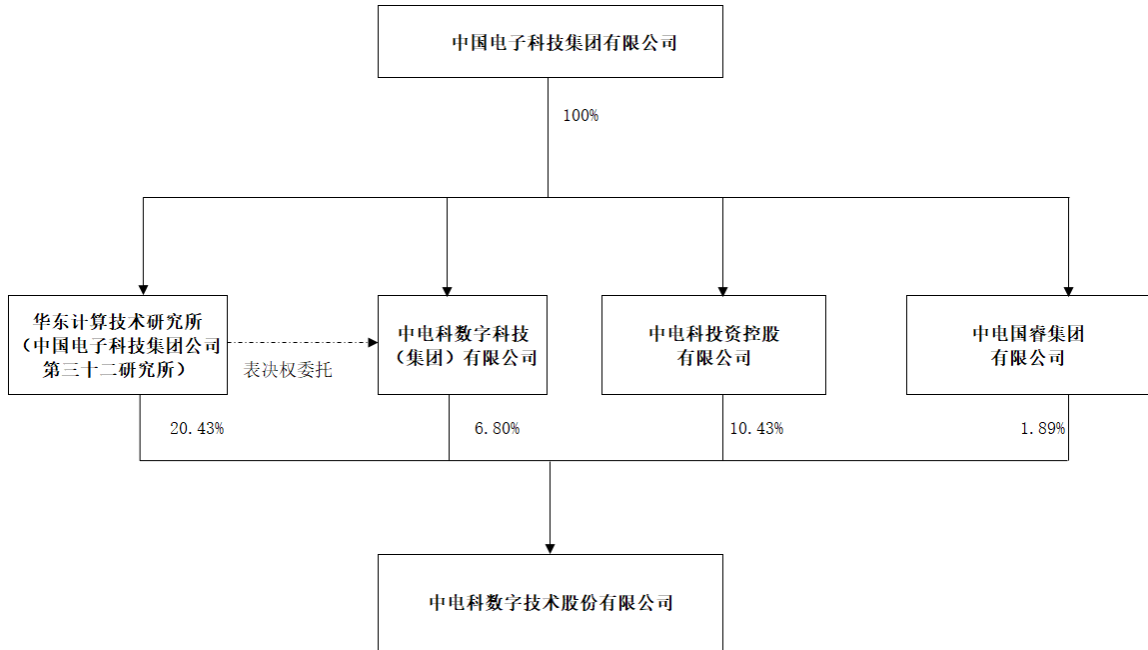 中国电子科技集团有限公司
100%
华东计算技术研究所
（中国电子科技集团公司
第三十二研究所）
表决权委托
中电科数字科技
（集团）有限公司
中电科投资控股
有限公司
中电国睿集团
有限公司
20.43%
6.80%
10.43%
1.89%
中电科数字技术股份有限公司